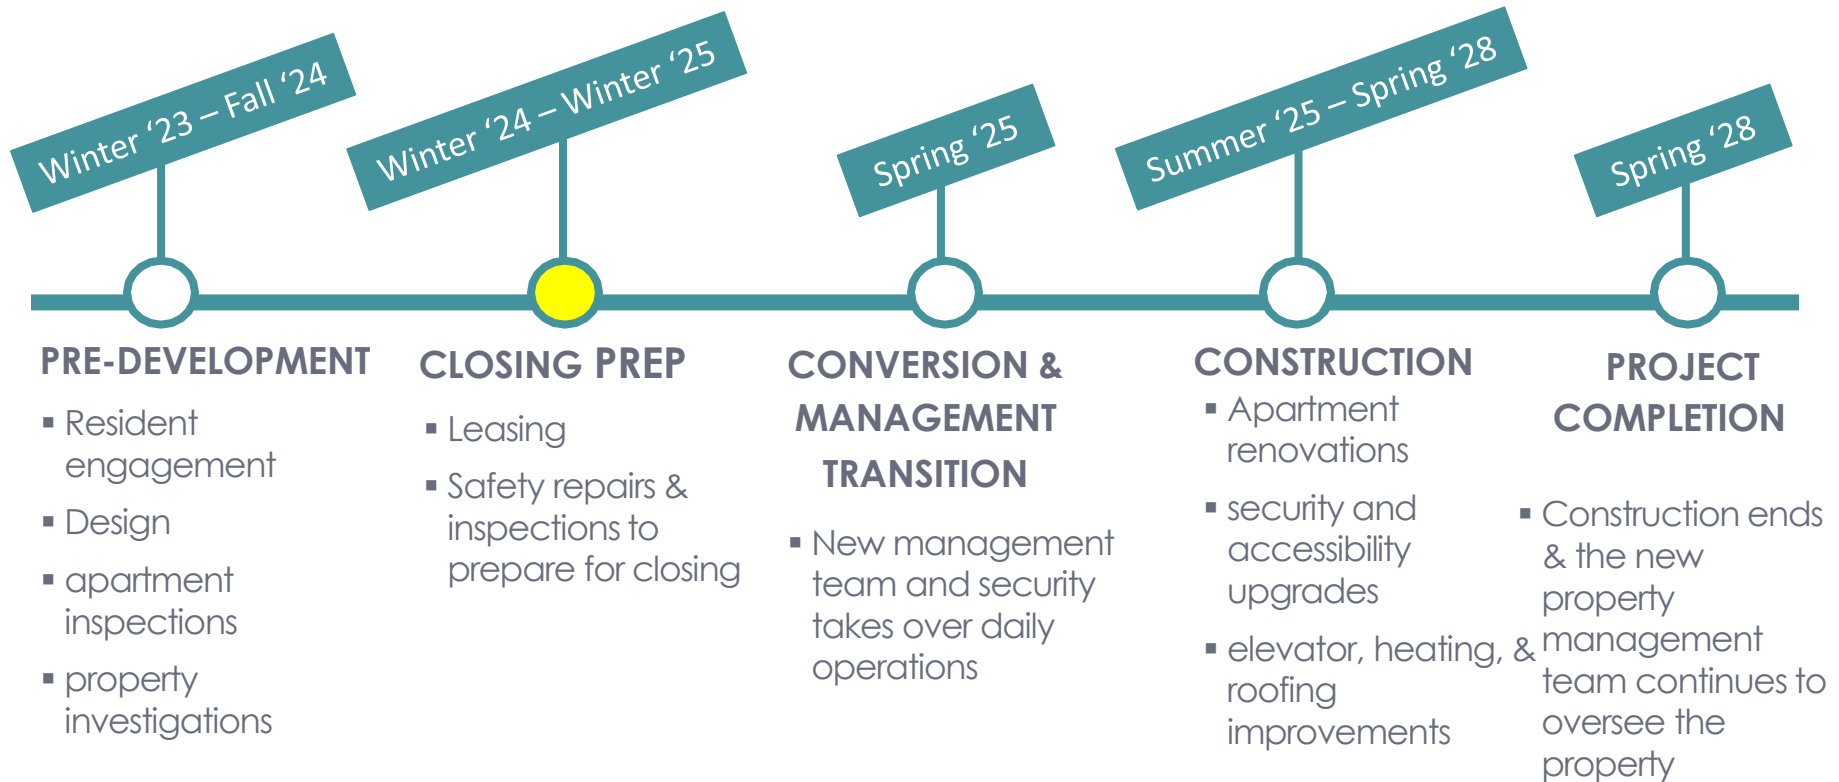 Winter ‘23 – Fall ‘24
Winter ‘24 – Winter ‘25
Spring ‘25
Summer ‘25 – Spring ‘28
Spring ‘28
PRE-DEVELOPMENT
▪ Resident
engagement
▪ Design
▪ apartment
inspections
▪ property
investigations
CLOSING PREP
▪ Leasing
▪ Safety repairs &
inspections to
prepare for closing
CONVERSION &
MANAGEMENT
TRANSITION
▪ New management
team and security
takes over daily
operations
CONSTRUCTION
▪ Apartment
renovations
▪ security and
accessibility
upgrades
▪ elevator, heating, &
roofing
improvements
PROJECT
COMPLETION
▪ Construction ends
& the new
property
management
team continues to
oversee the
property